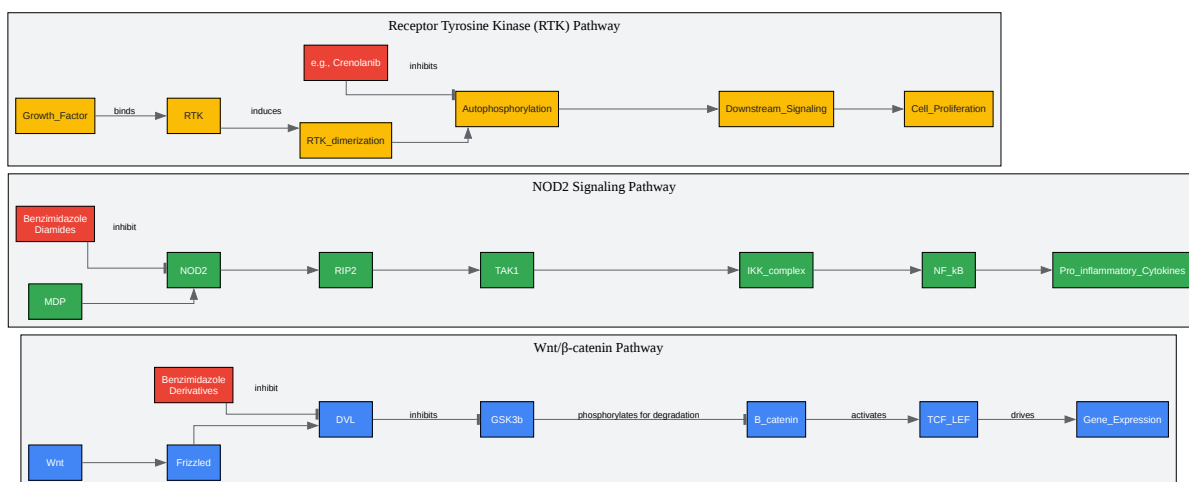 Receptor Tyrosine Kinase (RTK) Pathway
e.g., Crenolanib
inhibits
Growth_Factor
binds
RTK
induces
RTK_dimerization
Autophosphorylation
Downstream_Signaling
Cell_Proliferation
NOD2 Signaling Pathway
Benzimidazole
Diamides
inhibit
MDP
NOD2
RIP2
TAK1
IKK_complex
NF_kB
Pro_inflammatory_Cytokines
Wnt/β-catenin Pathway
Benzimidazole
Derivatives
inhibit
Wnt
Frizzled
DVL
inhibits
GSK3b
phosphorylates for degradation
B_catenin
activates
TCF_LEF
drives
Gene_Expression